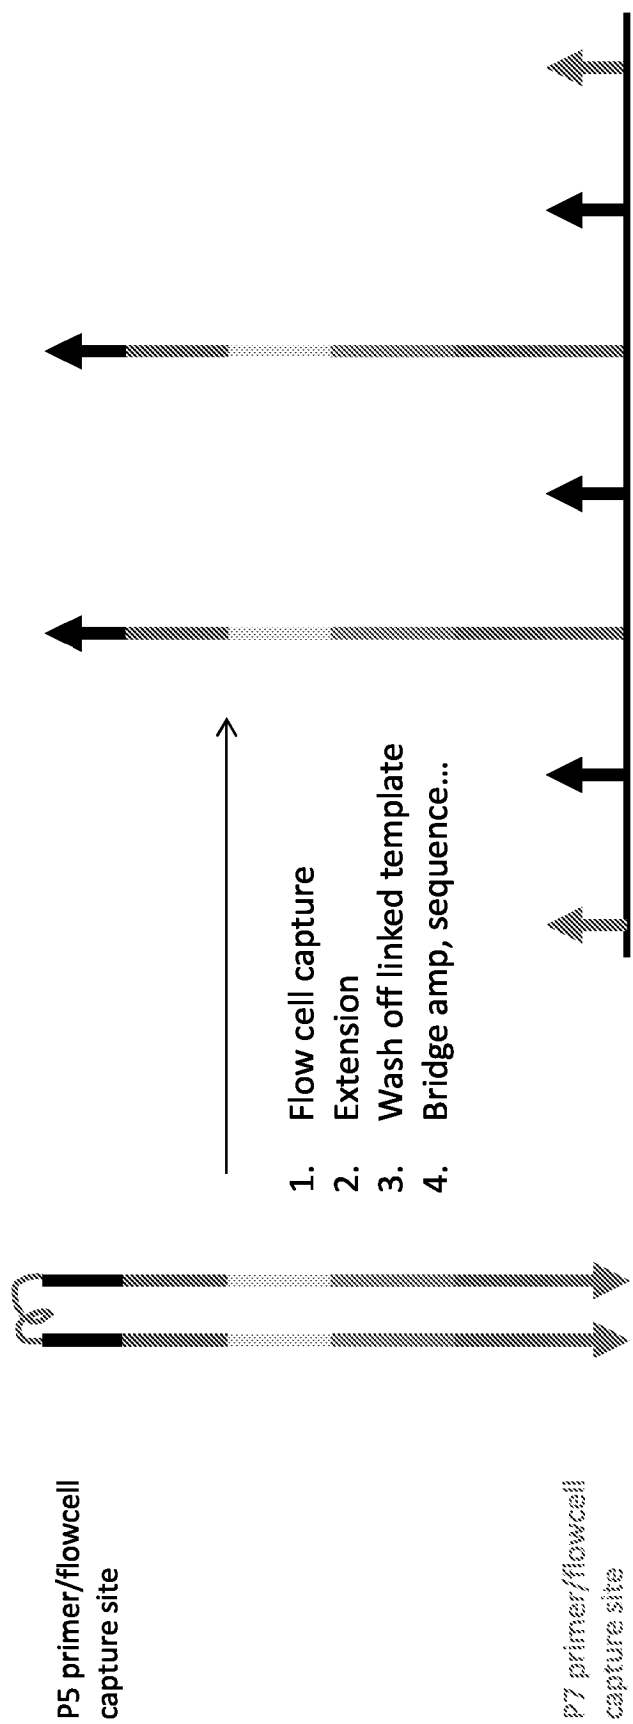 P5 primer/flowcell
capture site
P7 primer/flowcell
capture site
1. Flow cell capture
2. Extension
3. Wash off linked template
4. Bridge amp, sequence...